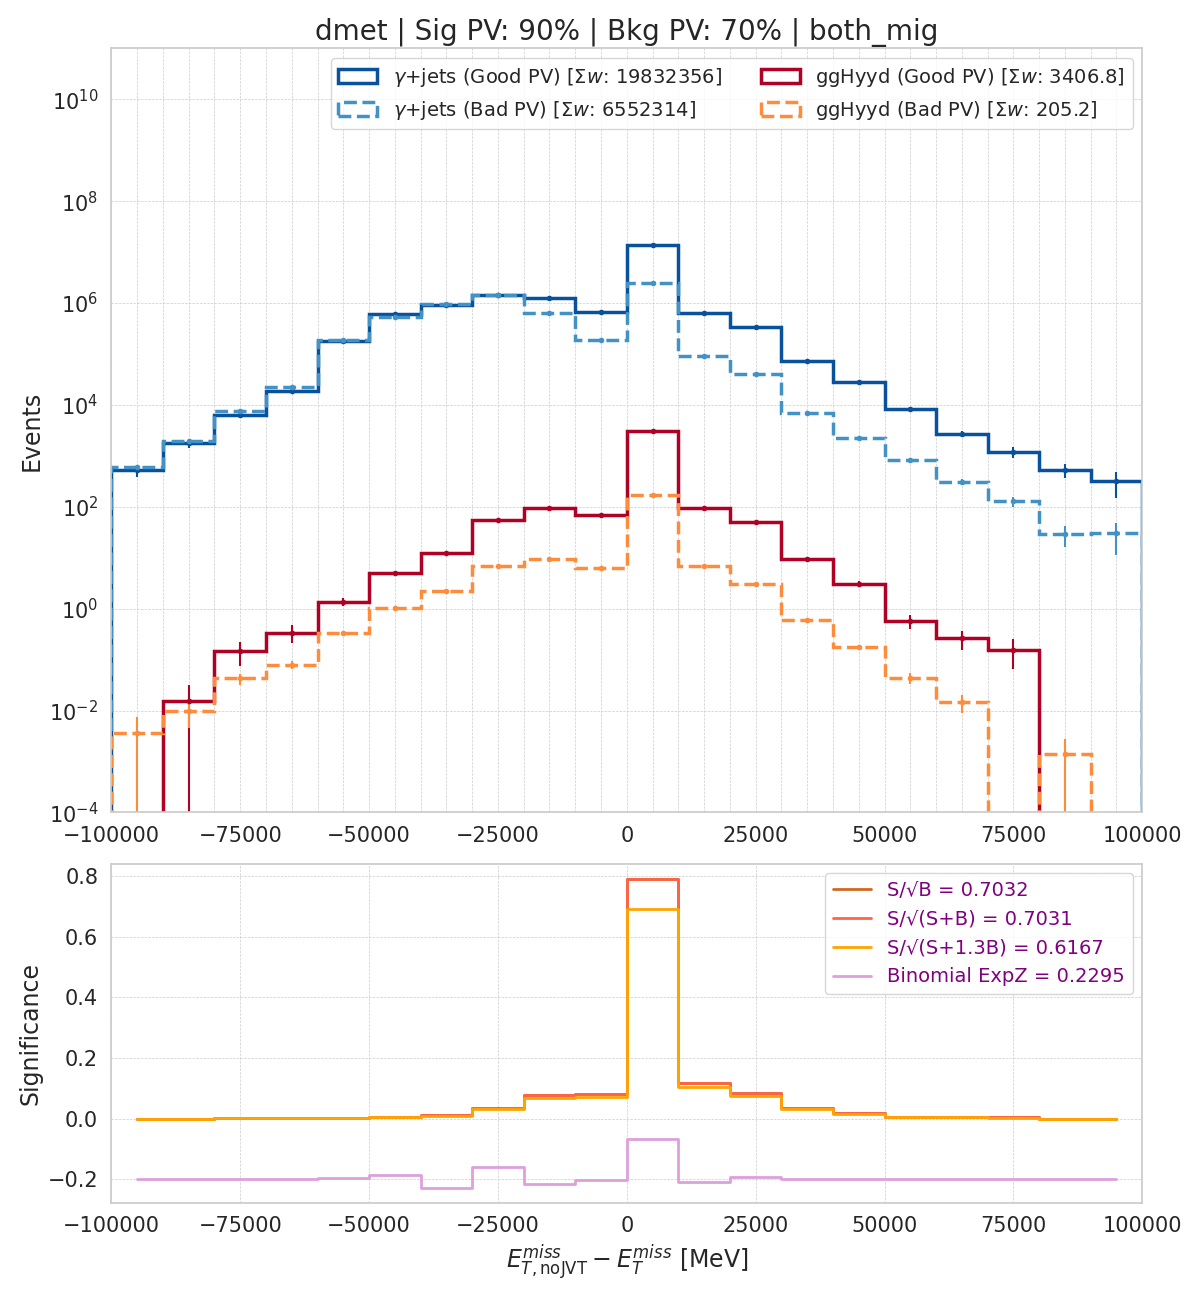 dmet | Sig PV: 90% | Bkg PV: 70% | both_mig
γ+jets (Good PV) [Σw: 19832356]
γ+jets (Bad PV) [Σw: 6552314]
ggHyyd (Good PV) [Σw: 3406.8]
ggHyyd (Bad PV) [Σw: 205.2]
Events
10^10
10^8
10^6
10^4
10^2
10^0
10^−2
10^−4
−100000 −75000 −50000 −25000 0 25000 50000 75000 100000
S/√B = 0.7032
S/√(S+B) = 0.7031
S/√(S+1.3B) = 0.6167
Binomial ExpZ = 0.2295
Significance
0.8
0.6
0.4
0.2
0.0
−0.2
−100000 −75000 −50000 −25000 0 25000 50000 75000 100000
E_{T,noJVT}^{miss} − E_T^{miss} [MeV]